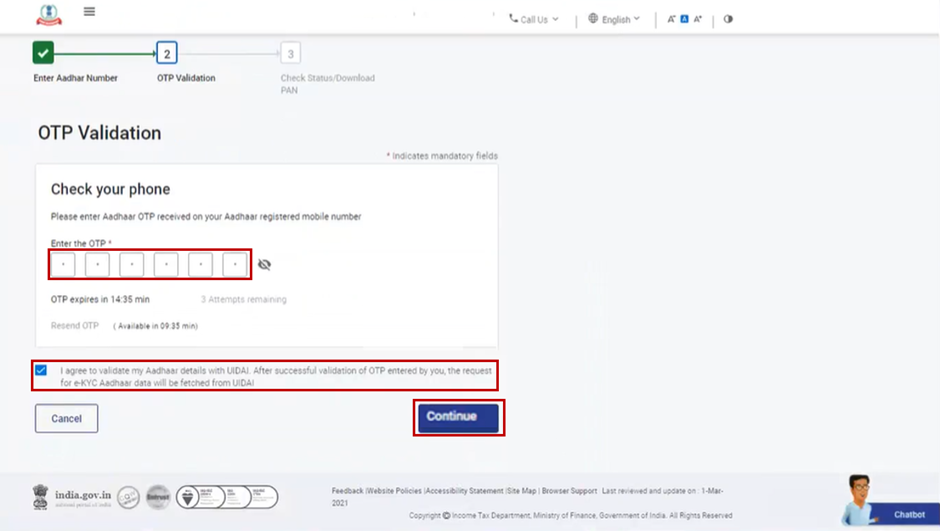 Call Us
English
A- A A+
2 3
Enter Aadhar Number OTP Validation Check Status/Download
PAN
OTP Validation
* Indicates mandatory fields
Check your phone
Please enter Aadhaar OTP received on your Aadhaar registered mobile number
Enter the OTP *
OTP expires in 14:35 min 3 Attempts remaining
Resend OTP ( Available in 09:35 min)
I agree to validate my Aadhaar details with UIDAI. After successful validation of OTP entered by you, the request
for e-KYC Aadhaar data will be fetched from UIDAI
Cancel Continue
india.gov.in
national portal of india
Feedback |Website Policies |Accessibility Statement |Site Map | Browser Support Last reviewed and update on : 1-Mar-
2021
Copyright © Income Tax Department, Ministry of Finance, Government of India. All Rights Reserved
Chatbot